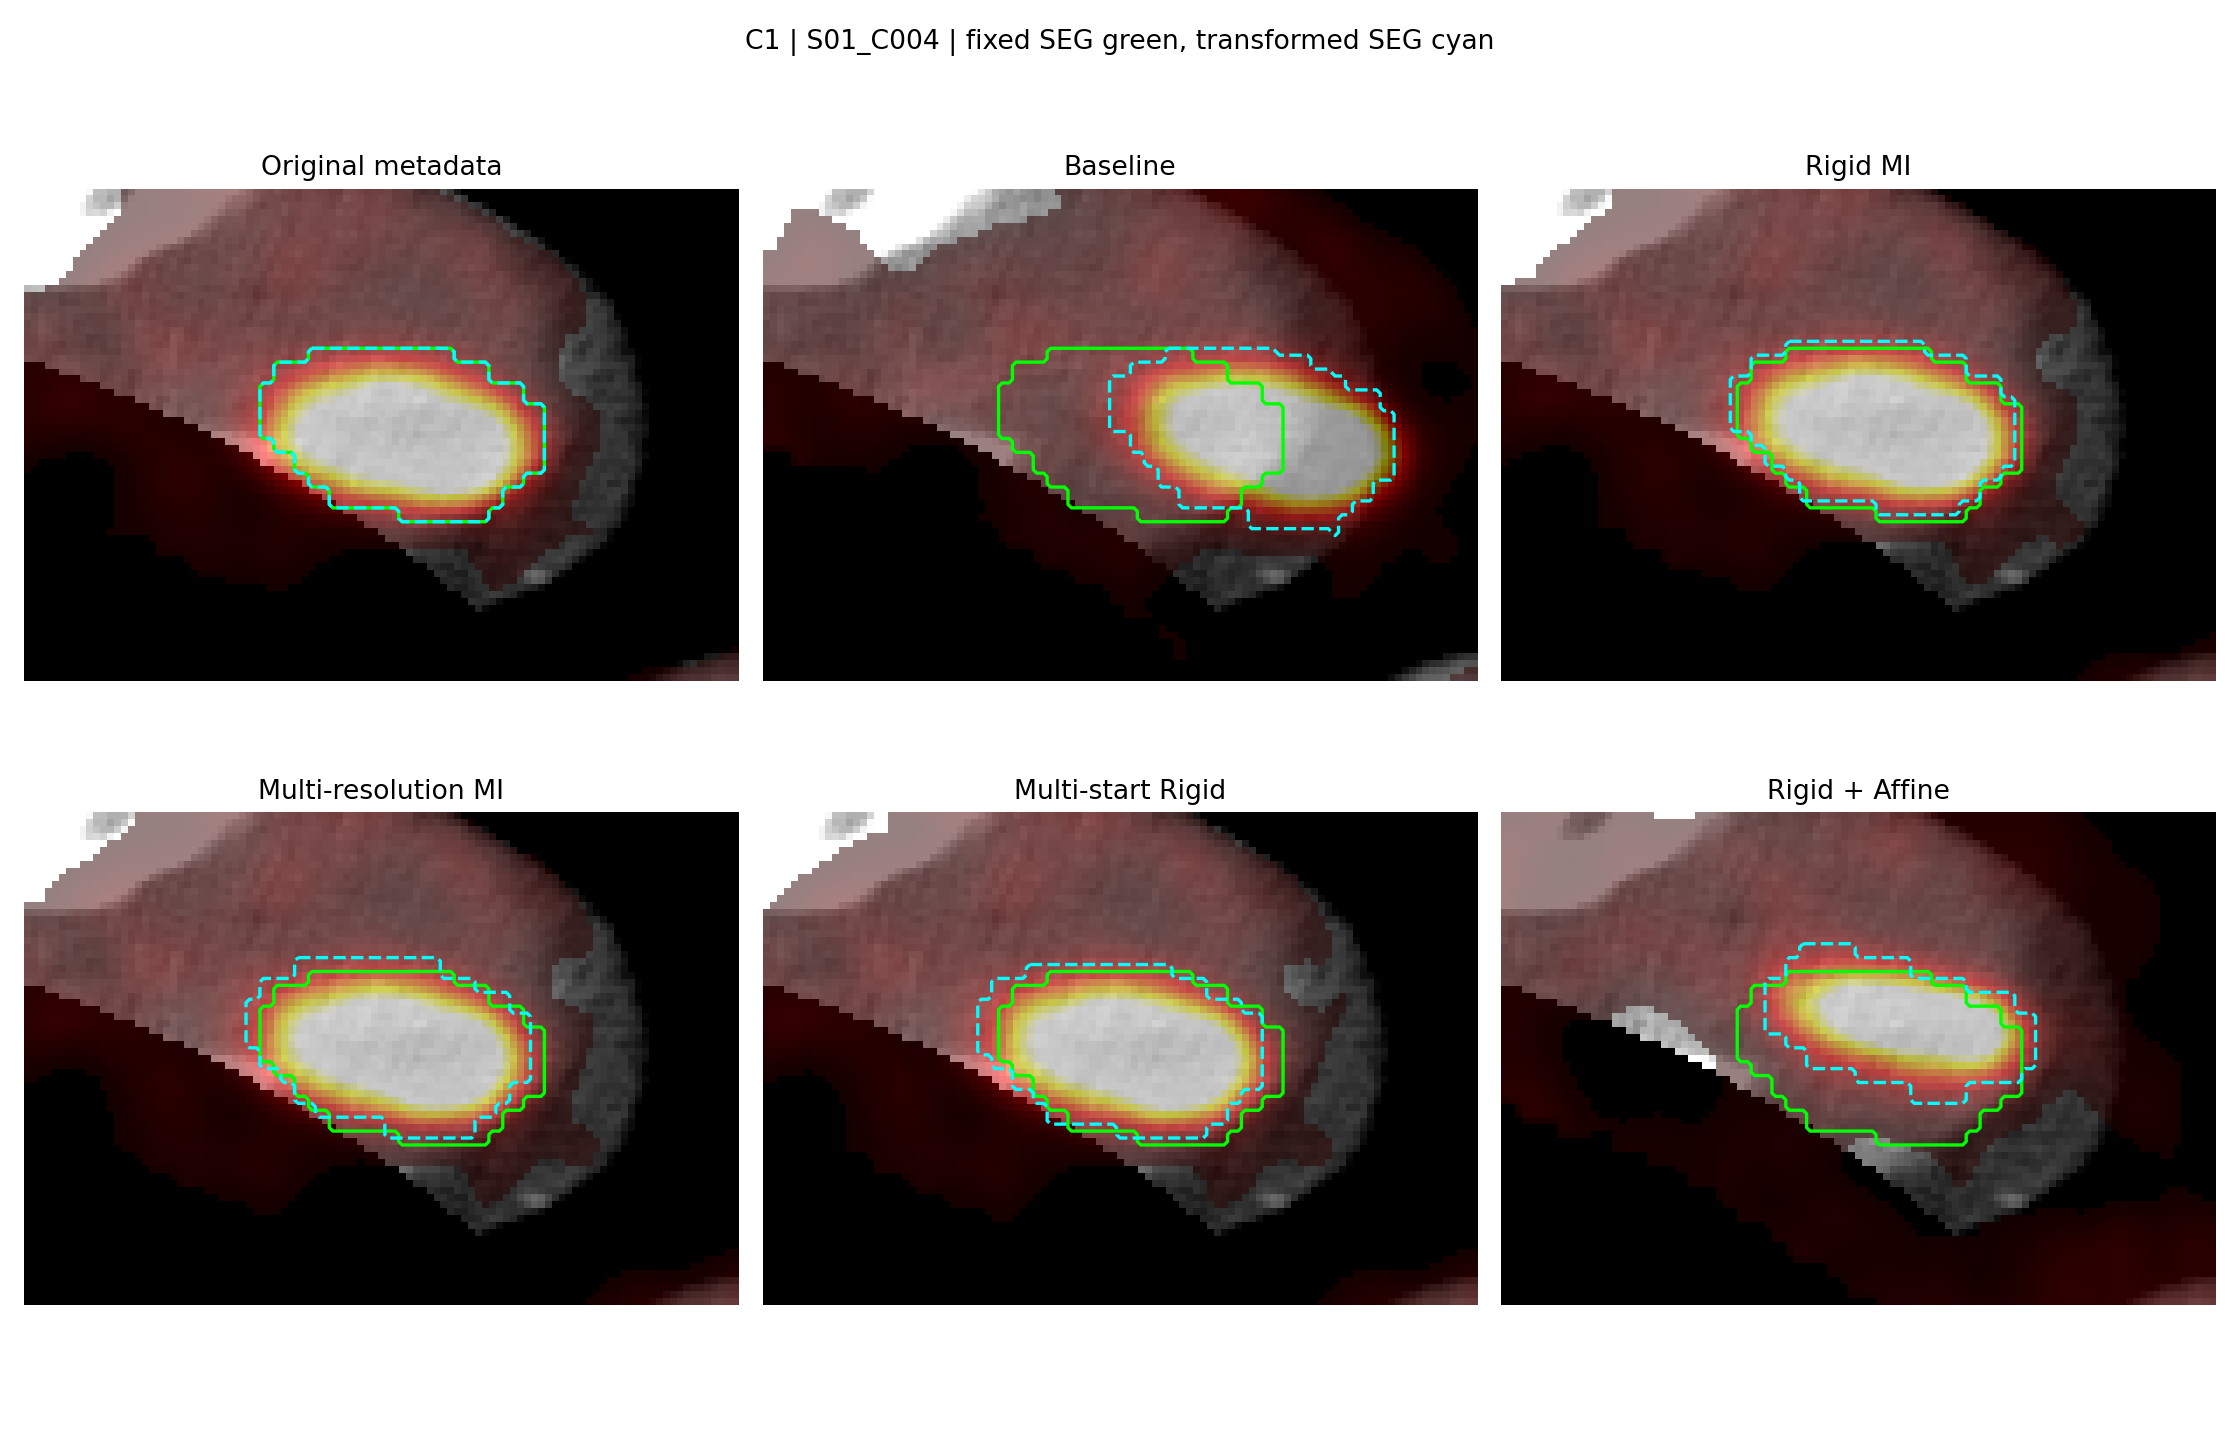 C1 | S01_C004 | fixed SEG green, transformed SEG cyan
Original metadata
Baseline
Rigid MI
Multi-resolution MI
Multi-start Rigid
Rigid + Affine